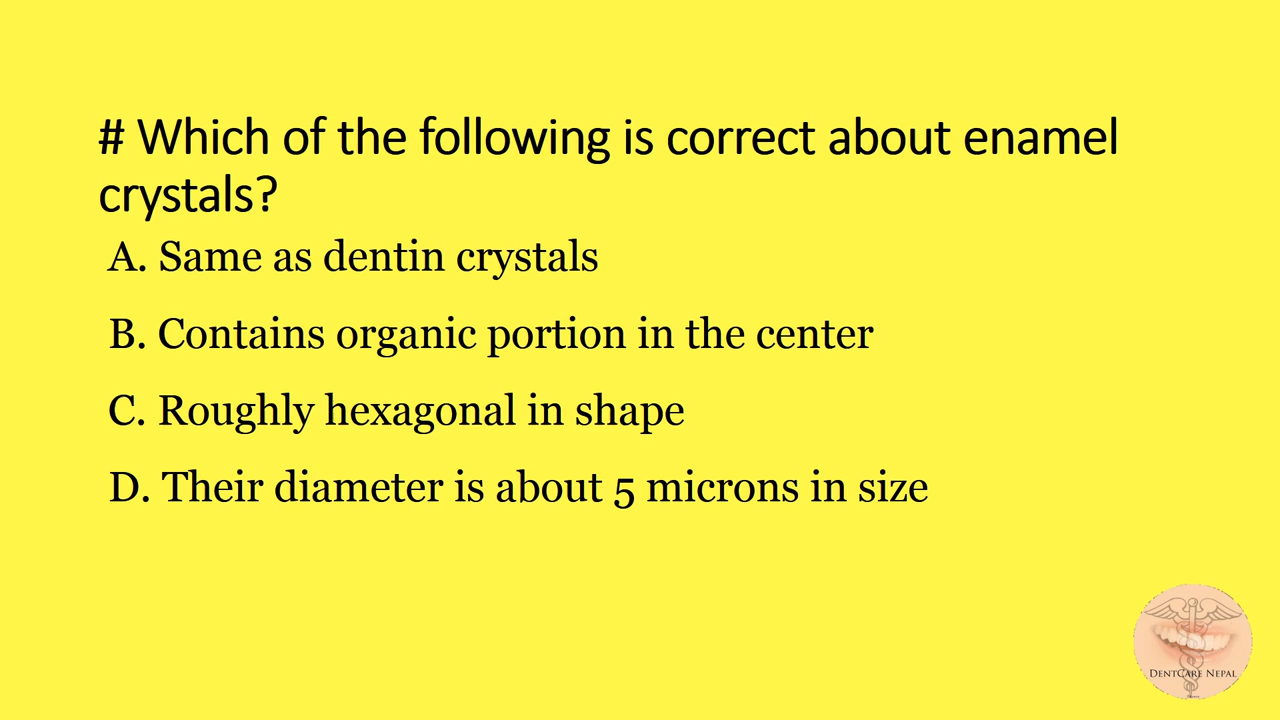 # Which of the following is correct about enamel
crystals?
A. Same as dentin crystals
B. Contains organic portion in the center
C. Roughly hexagonal in shape
D. Their diameter is about 5 microns in size
DENTCARE NEPAL